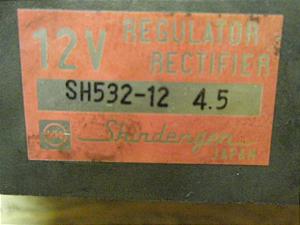 12V REGULATOR
RECTIFIER
SH532-12 4.5
Shindengen
JAPAN